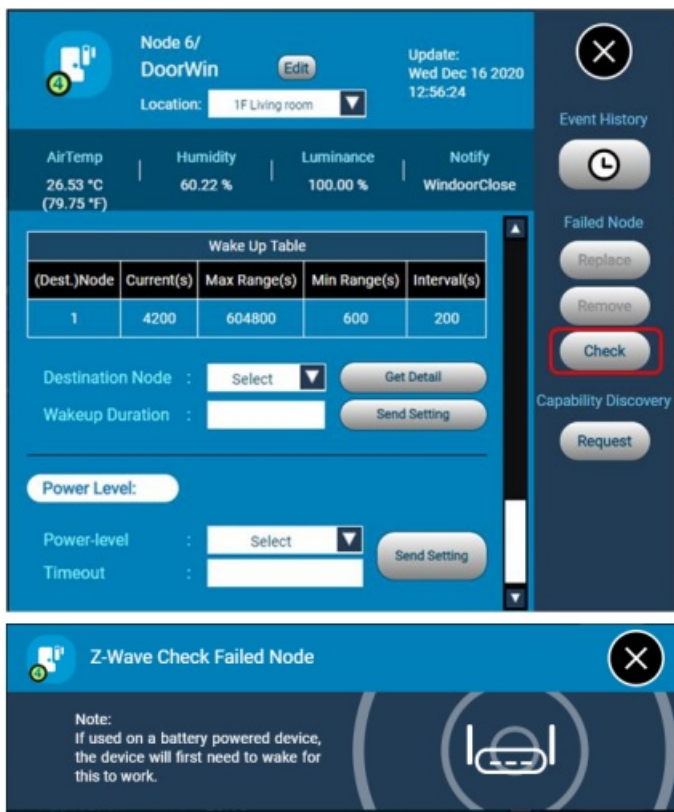 Node 6/
DoorWin
Edit
Location:
1F Living room
Update:
Wed Dec 16 2020
12:56:24
4
AirTemp
26.53 °C
(79.75 °F)
Humidity
60.22 %
Luminance
100.00 %
Notify
WindoorClose
Wake Up Table
(Dest.)Node Current(s) Max Range(s) Min Range(s) Interval(s)
1 4200 604800 600 200
Destination Node : Select Get Detail
Wakeup Duration : Send Setting
Power Level:
Power-level : Select
Timeout :
Send Setting
Event History
Failed Node
Replace
Remove
Check
Capability Discovery
Request
4
Z-Wave Check Failed Node
Note:
If used on a battery powered device,
the device will first need to wake for
this to work.